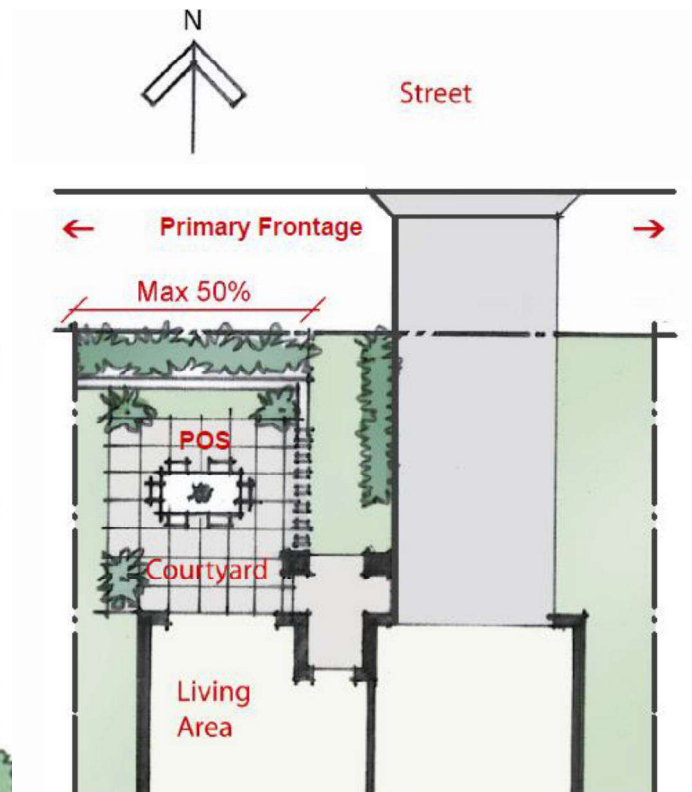 N
Street
Primary Frontage
Max 50%
POS
Courtyard
Living
Area